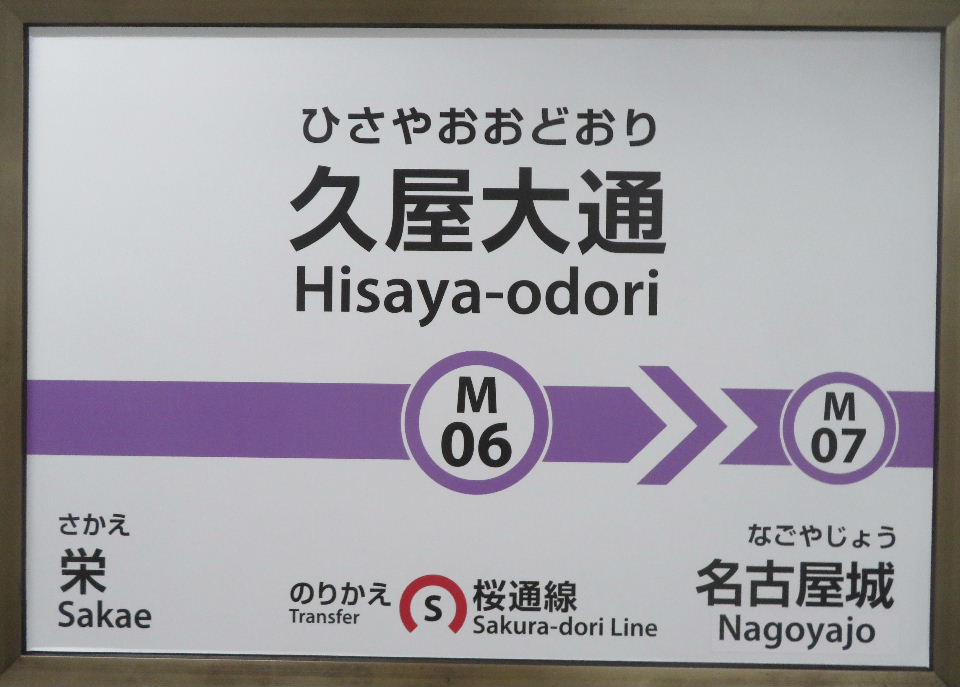 ひさやおおどおり
久屋大通
Hisaya-odori
M
06
M
07
さかえ
栄
Sakae
のりかえ
Transfer
S
桜通線
Sakura-dori Line
なごやじょう
名古屋城
Nagoyajo